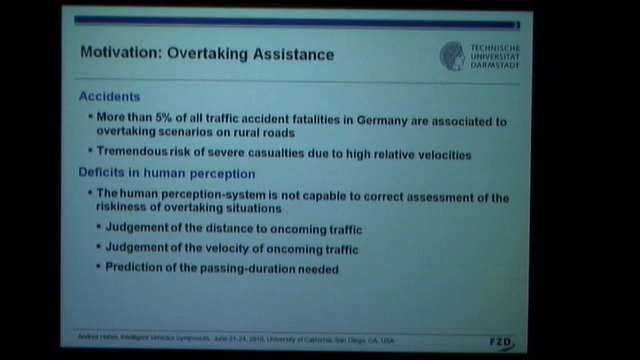 3
Motivation: Overtaking Assistance
TECHNISCHE
UNIVERSITÄT
DARMSTADT
Accidents
▪ More than 5% of all traffic accident fatalities in Germany are associated to
overtaking scenarios on rural roads
▪ Tremendous risk of severe casualties due to high relative velocities
Deficits in human perception
▪ The human perception-system is not capable to correct assessment of the
riskiness of overtaking situations
▪ Judgement of the distance to oncoming traffic
▪ Judgement of the velocity of oncoming traffic
▪ Prediction of the passing-duration needed
Intelligent Vehicles Symposium, June 21-24, 2010, University of California, San Diego, CA, USA
FZD